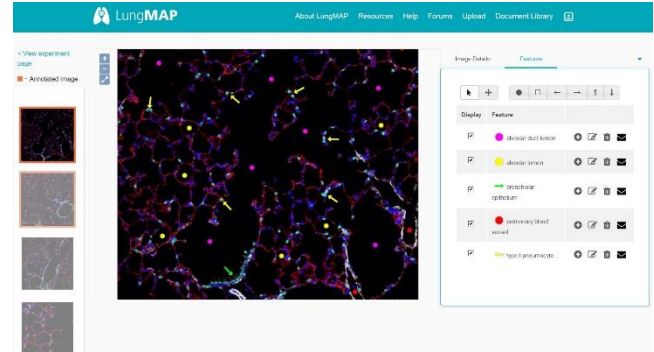 LungMAP
About LungMAP Resources Help Forums Upload Document Library
< View experiment
page
- Annotated Image
Image Details Features
Display Feature
alveolar duct lumen
alveolar lumen
bronchiolar
epithelium
pulmonary blood
vessel
type II pneumocyte